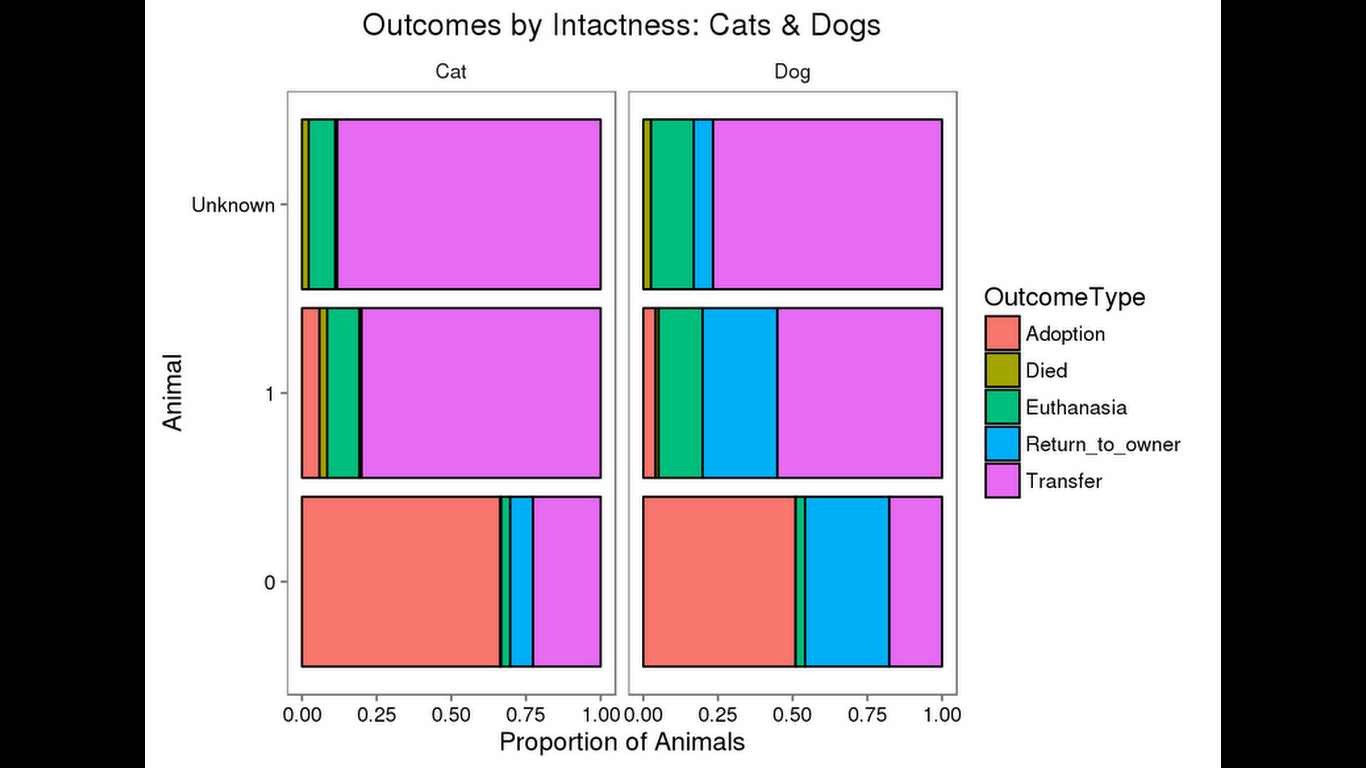 Outcomes by Intactness: Cats & Dogs
Cat
Dog
Unknown
1
0
Animal
0.00 0.25 0.50 0.75 1.00
0.00 0.25 0.50 0.75 1.00
Proportion of Animals
OutcomeType
Adoption
Died
Euthanasia
Return_to_owner
Transfer